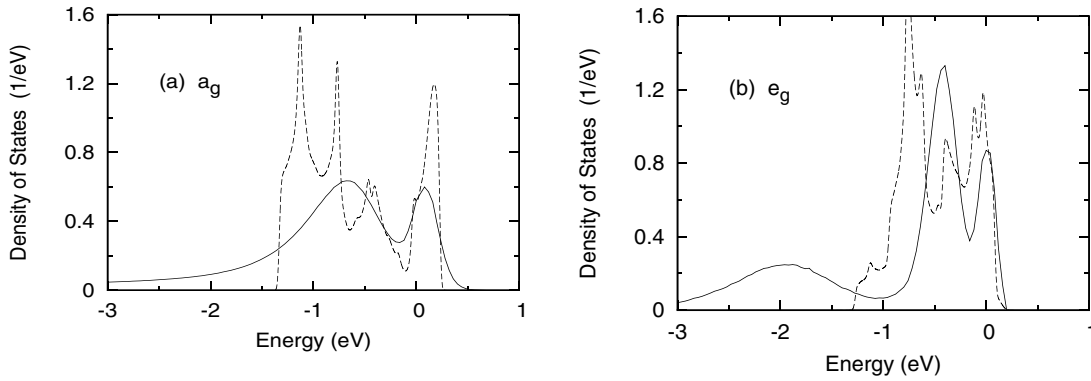 1.6
1.2
0.8
0.4
0
Density of States (1/eV)
(a) a_g
-3 -2 -1 0 1
Energy (eV)
1.6
1.2
0.8
0.4
0
Density of States (1/eV)
(b) e_g
-3 -2 -1 0 1
Energy (eV)